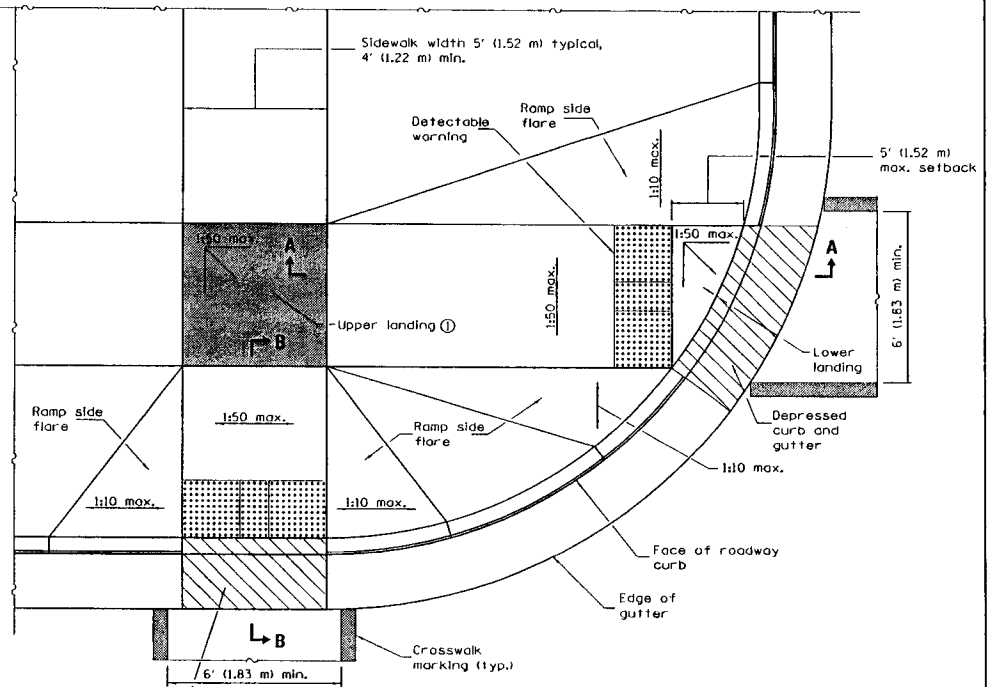 Sidewalk width 5' (1.52 m) typical,
4' (1.22 m) min.
Detectable
warning
Ramp side
flare
1:10 max.
5' (1.52 m)
max. setback
1:50 max.
A
1:50 max.
A
1:50 max.
6' (1.83 m) min.
Upper landing ①
B
Lower
landing
Ramp side
flare
1:50 max.
Ramp side
flare
Depressed
curb and
gutter
1:10 max.
1:10 max.
1:10 max.
Face of roadway
curb
Edge of
gutter
B
Crosswalk
marking (typ.)
6' (1.83 m) min.